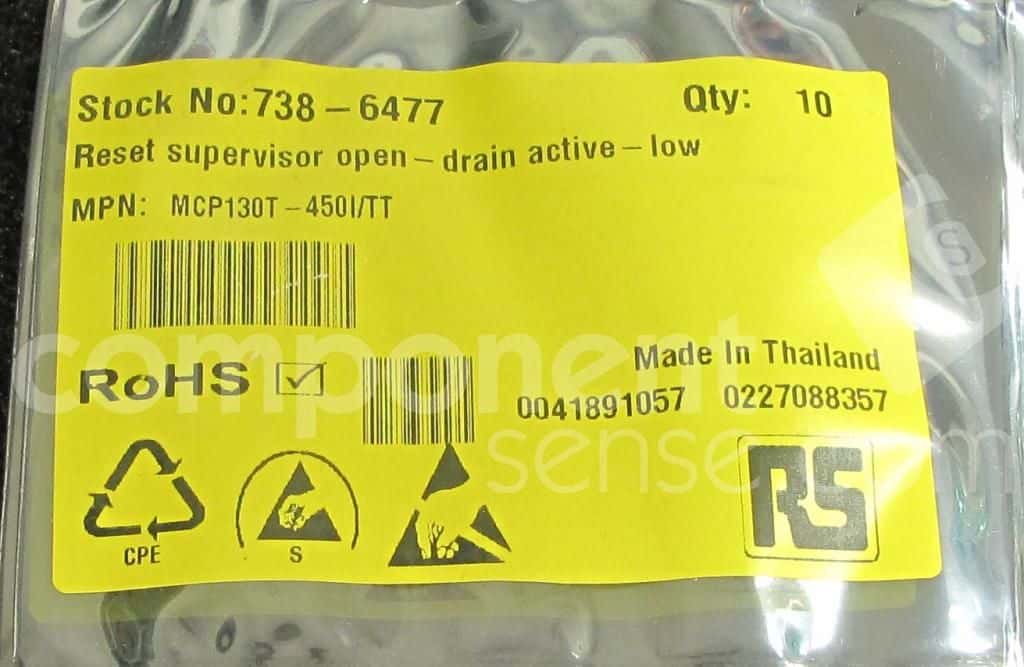 Stock No:738-6477 Qty: 10
Reset supervisor open-drain active-low
MPN: MCP130T-450I/TT
RoHS
Made In Thailand
0041891057 0227088357
CPE
S
RS
S
component
sense.com